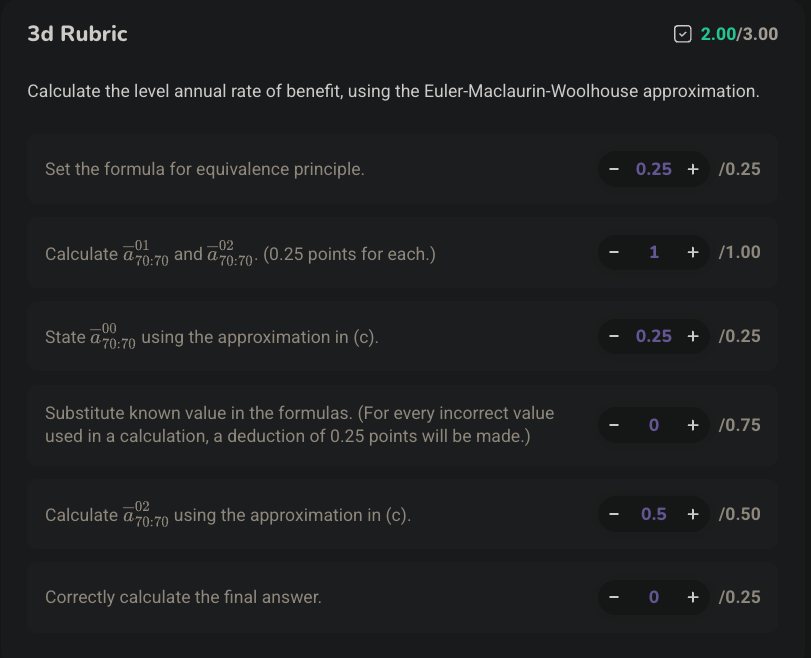 3d Rubric 2.00/3.00
Calculate the level annual rate of benefit, using the Euler-Maclaurin-Woolhouse approximation.
Set the formula for equivalence principle. − 0.25 + /0.25
Calculate $\bar{a}^{01}_{70:70}$ and $\bar{a}^{02}_{70:70}$. (0.25 points for each.) − 1 + /1.00
State $\bar{a}^{00}_{70:70}$ using the approximation in (c). − 0.25 + /0.25
Substitute known value in the formulas. (For every incorrect value
used in a calculation, a deduction of 0.25 points will be made.) − 0 + /0.75
Calculate $\bar{a}^{02}_{70:70}$ using the approximation in (c). − 0.5 + /0.50
Correctly calculate the final answer. − 0 + /0.25